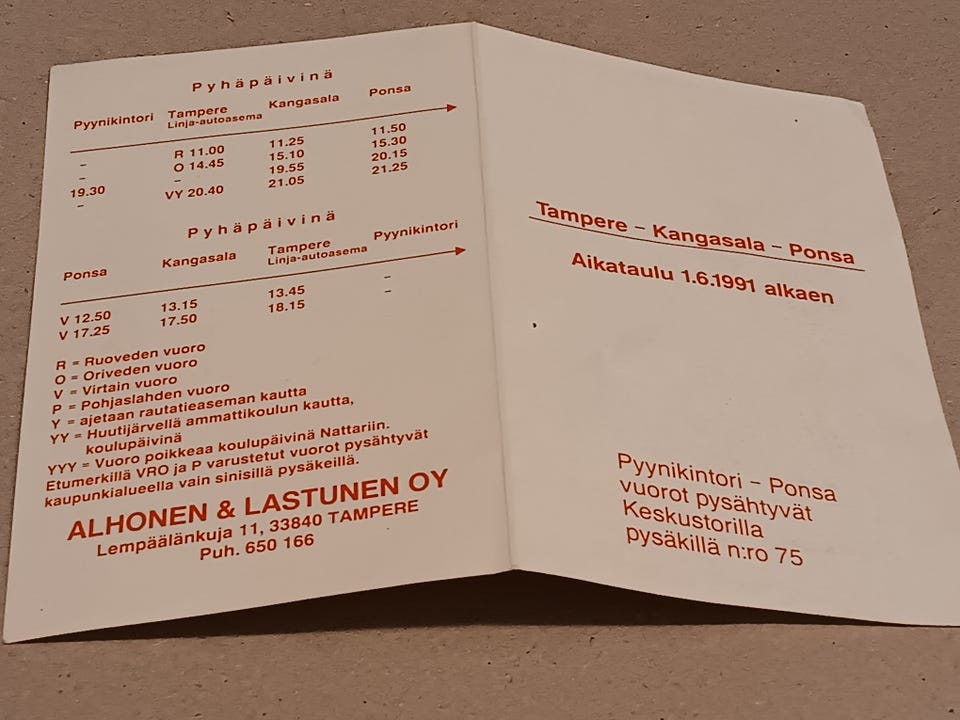 Pyhäpäivinä
Pyynikintori Tampere Linja-autoasema Kangasala Ponsa
– R 11.00 11.25 11.50
– O 14.45 15.10 15.30
19.30 – 19.55 20.15
– VY 20.40 21.05 21.25
Pyhäpäivinä
Ponsa Kangasala Tampere Linja-autoasema Pyynikintori
V 12.50 13.15 13.45 –
V 17.25 17.50 18.15 –
R = Ruoveden vuoro
O = Oriveden vuoro
V = Virtain vuoro
P = Pohjaslahden vuoro
Y = ajetaan rautatieaseman kautta
YY = Huutijärvellä ammattikoulun kautta,
koulupäivinä
YYY = Vuoro poikkeaa koulupäivinä Nattariin.
Etumerkillä VRO ja P varustetut vuorot pysähtyvät
kaupunkialueella vain sinisillä pysäkeillä.
ALHONEN & LASTUNEN OY
Lempäälänkuja 11, 33840 TAMPERE
Puh. 650 166
Tampere – Kangasala – Ponsa
Aikataulu 1.6.1991 alkaen
Pyynikintori – Ponsa
vuorot pysähtyvät
Keskustorilla
pysäkillä n:ro 75